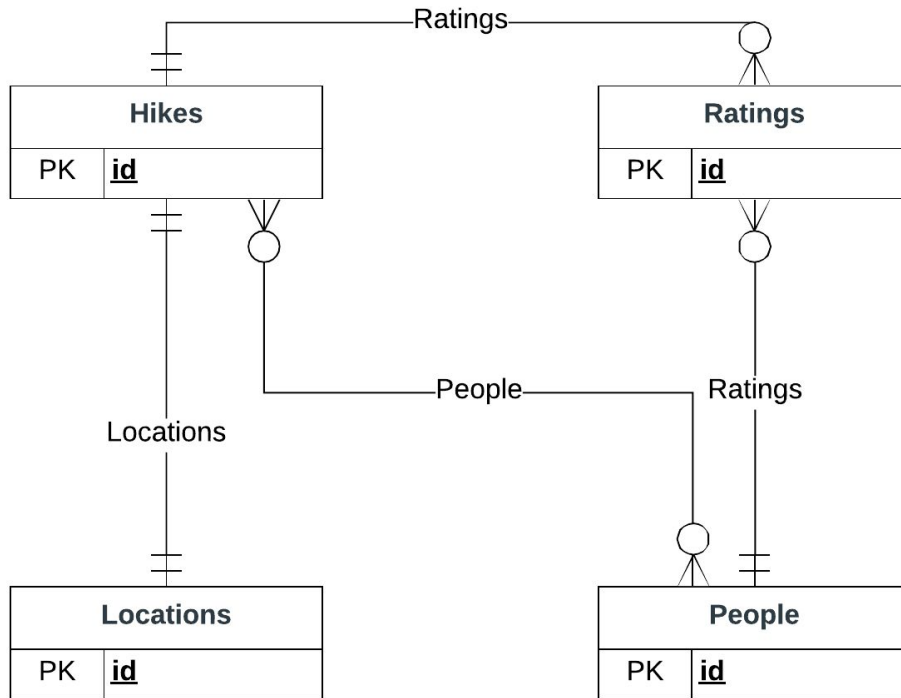 Ratings
Hikes
PK id
Ratings
PK id
People
Ratings
Locations
Locations
PK id
People
PK id